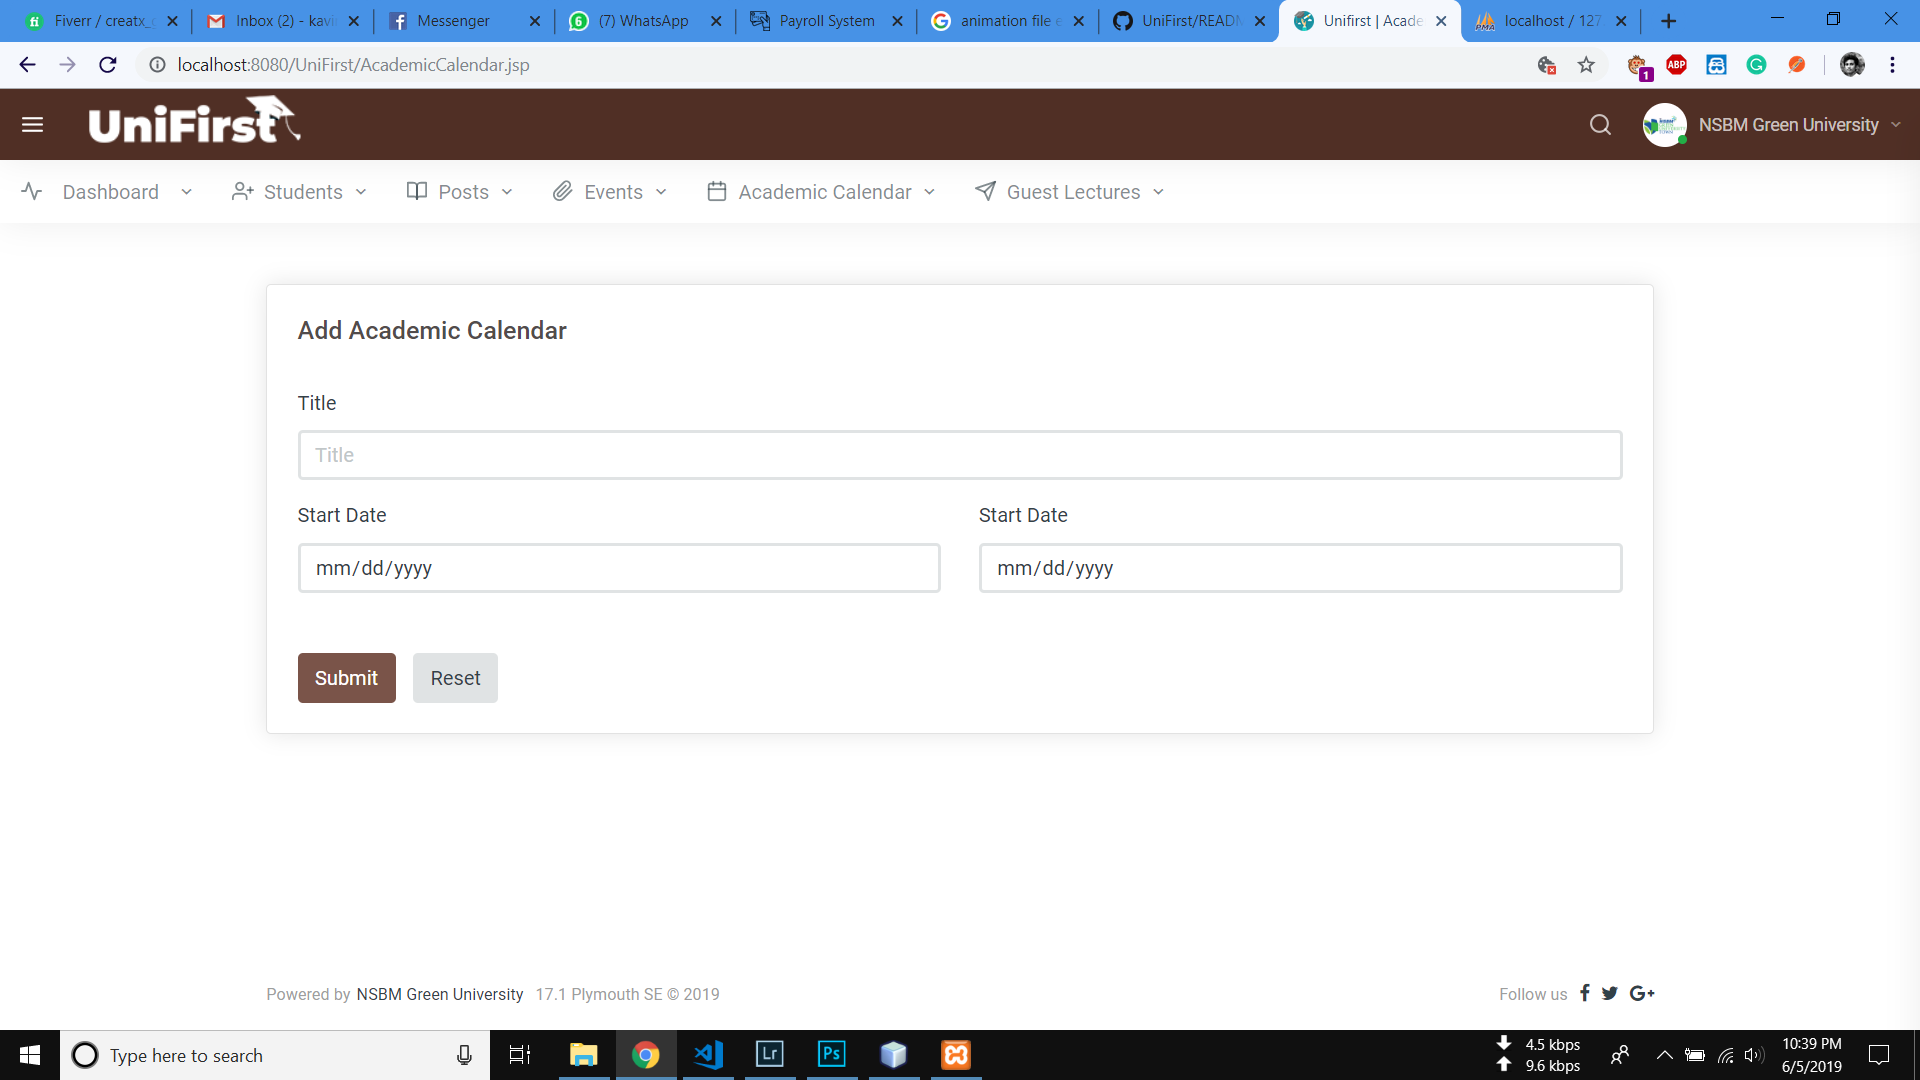 Fiverr / creatx_
Inbox (2) - kavi
Messenger
(7) WhatsApp
Payroll System
animation file e
UniFirst/READM
Unifirst | Acade
localhost / 127
localhost:8080/UniFirst/AcademicCalendar.jsp
ABP
1
UniFirst
NSBM Green University
Dashboard
Students
Posts
Events
Academic Calendar
Guest Lectures
Add Academic Calendar
Title
Title
Start Date
Start Date
mm/dd/yyyy
mm/dd/yyyy
Submit
Reset
Powered by NSBM Green University 17.1 Plymouth SE © 2019
Follow us
Type here to search
Lr
Ps
4.5 kbps
9.6 kbps
10:39 PM
6/5/2019